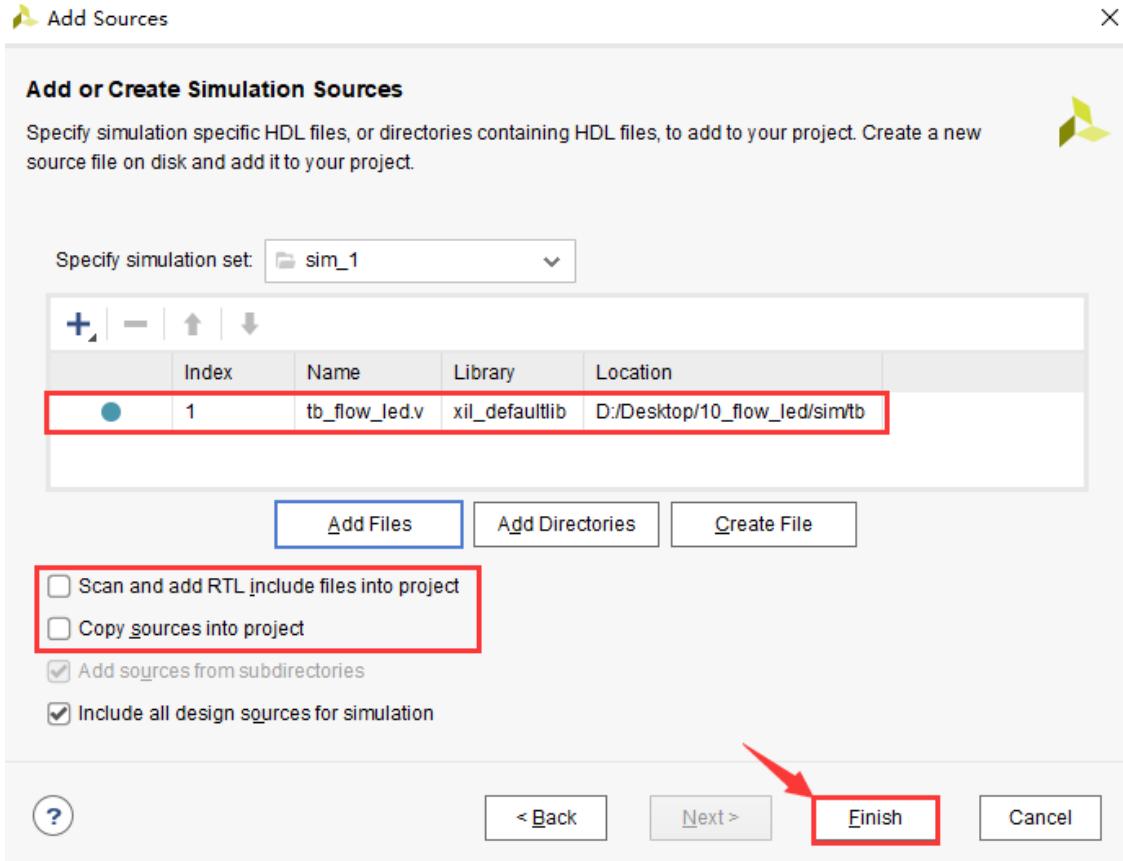 Add Sources
Add or Create Simulation Sources
Specify simulation specific HDL files, or directories containing HDL files, to add to your project. Create a new
source file on disk and add it to your project.
Specify simulation set: sim_1
Index Name Library Location
1 tb_flow_led.v xil_defaultlib D:/Desktop/10_flow_led/sim/tb
Add Files Add Directories Create File
Scan and add RTL include files into project
Copy sources into project
Add sources from subdirectories
Include all design sources for simulation
? < Back Next > Finish Cancel